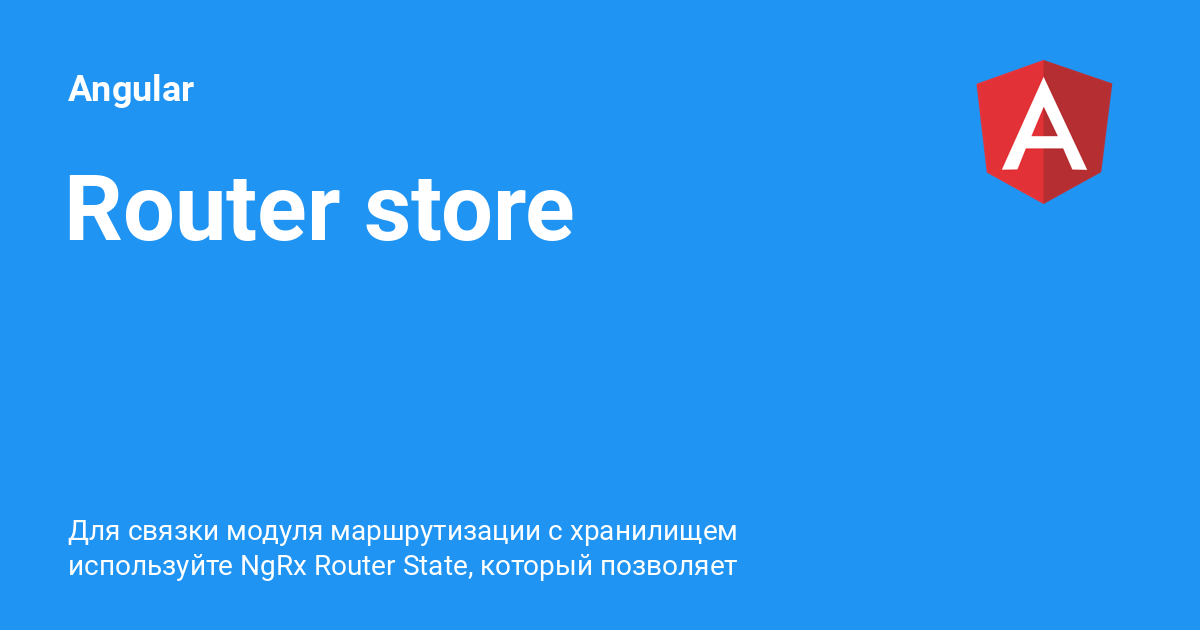 Angular
Router store
Для связки модуля маршрутизации с хранилищем
используйте NgRx Router State, который позволяет